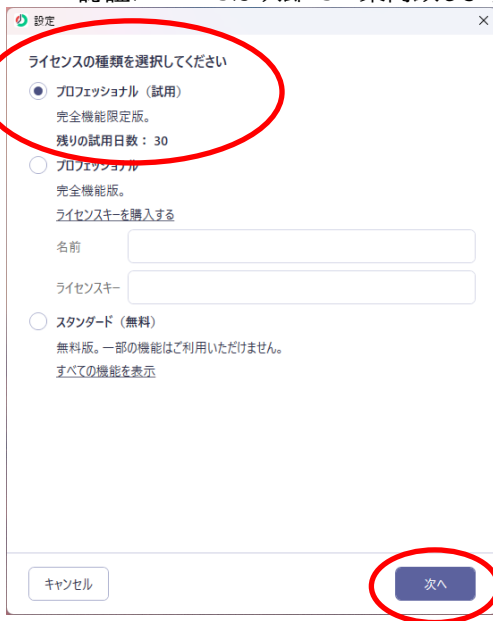 設定
ライセンスの種類を選択してください
プロフェッショナル（試用）
完全機能限定版。
残りの試用日数： 30
プロフェッショナル
完全機能版。
ライセンスキーを購入する
名前
ライセンスキー
スタンダード（無料）
無料版。一部の機能はご利用いただけません。
すべての機能を表示
キャンセル
次へ